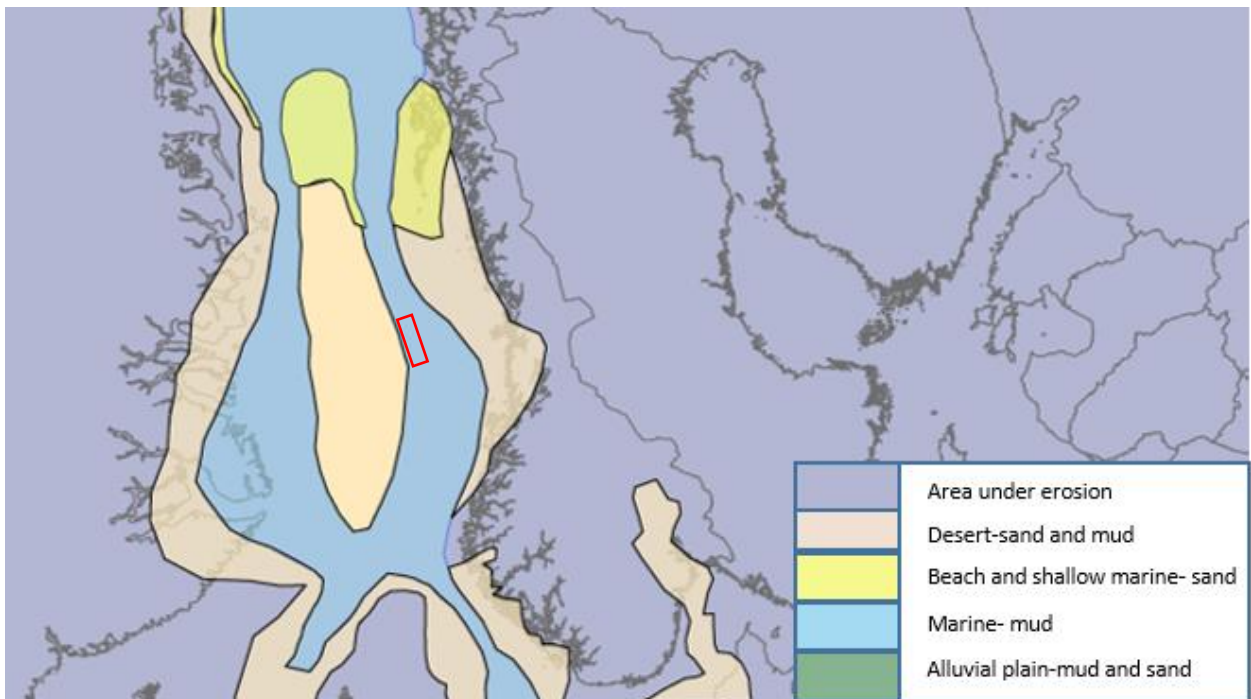 Area under erosion
Desert-sand and mud
Beach and shallow marine- sand
Marine- mud
Alluvial plain-mud and sand